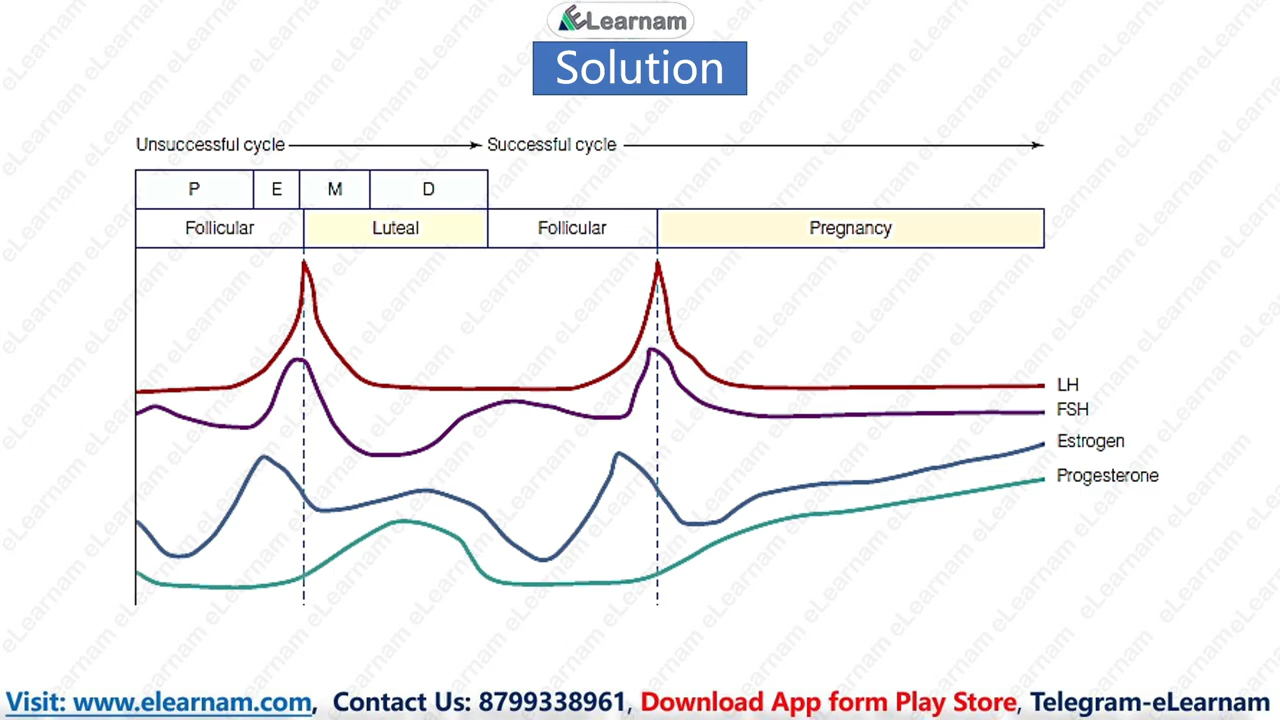 ELearnam
Solution
Unsuccessful cycle
Successful cycle
P E M D
Follicular Luteal Follicular Pregnancy
LH
FSH
Estrogen
Progesterone
Visit: www.elearnam.com, Contact Us: 8799338961, Download App form Play Store, Telegram-eLearnam